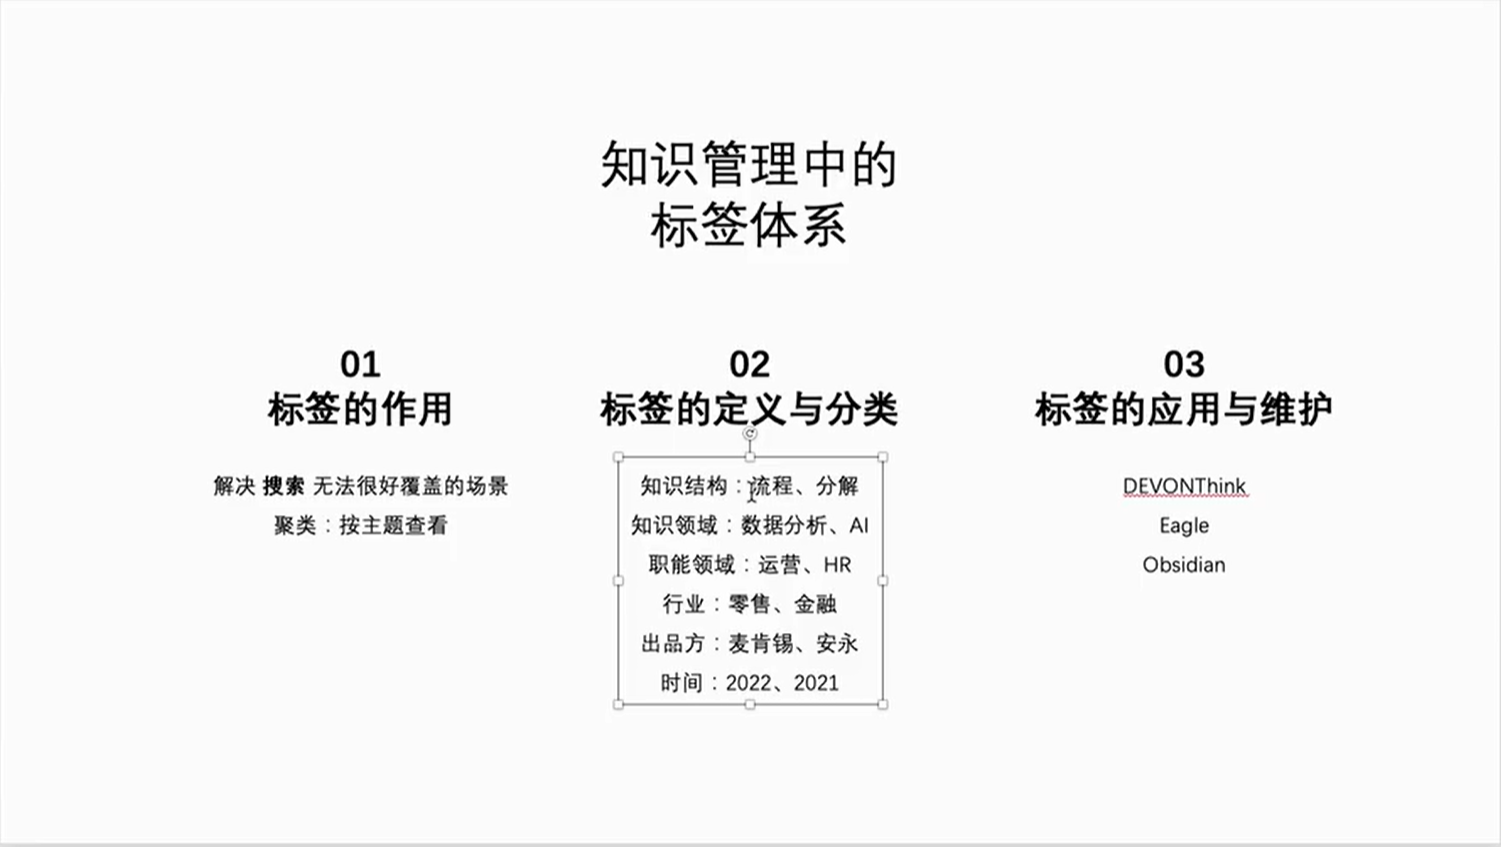 知识管理中的
标签体系
01
标签的作用
解决 搜索 无法很好覆盖的场景
聚类：按主题查看
02
标签的定义与分类
知识结构：流程、分解
知识领域：数据分析、AI
职能领域：运营、HR
行业：零售、金融
出品方：麦肯锡、安永
时间：2022、2021
03
标签的应用与维护
DEVONThink
Eagle
Obsidian